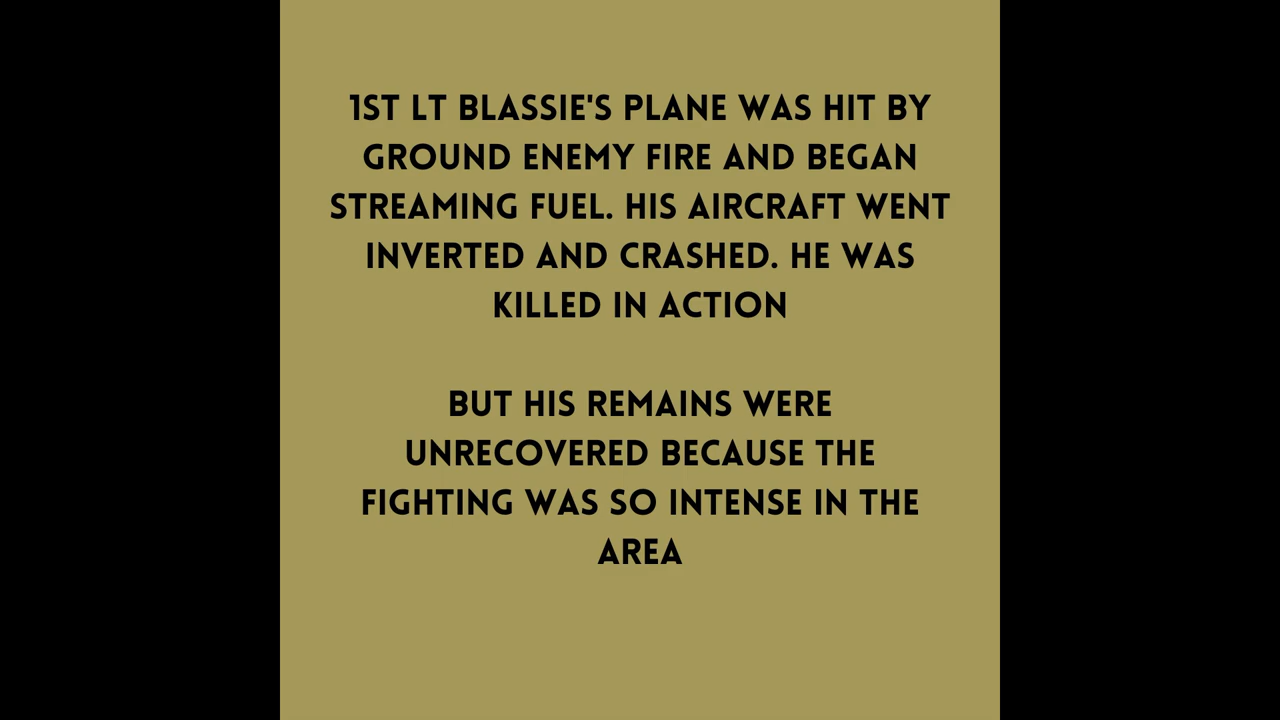 1ST LT BLASSIE'S PLANE WAS HIT BY
GROUND ENEMY FIRE AND BEGAN
STREAMING FUEL. HIS AIRCRAFT WENT
INVERTED AND CRASHED. HE WAS
KILLED IN ACTION
BUT HIS REMAINS WERE
UNRECOVERED BECAUSE THE
FIGHTING WAS SO INTENSE IN THE
AREA